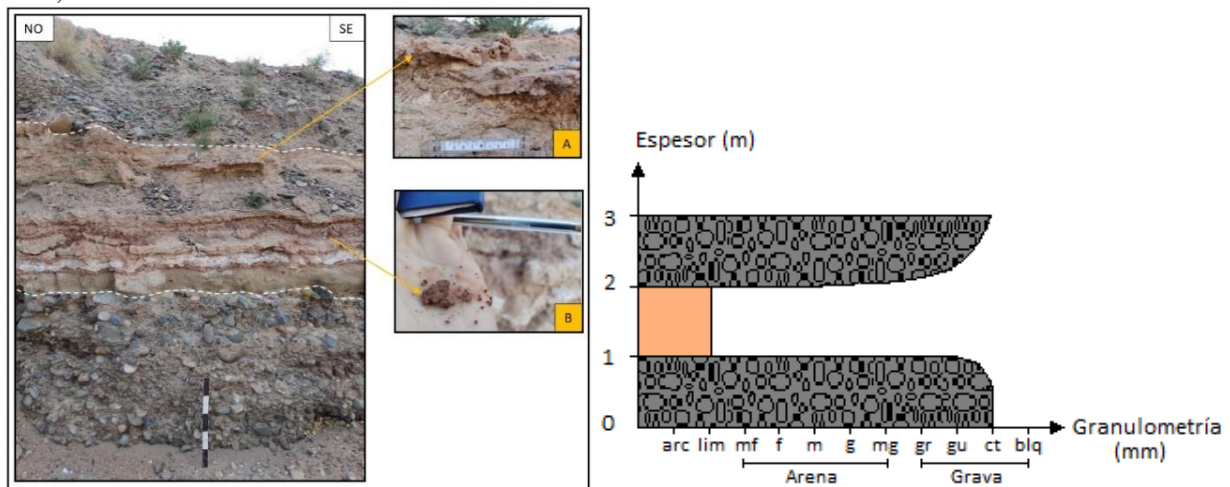 NO
SE
A
B
Espesor (m)
3
2
1
0
arc lim mf f m g mg gr gu ct blq
Granulometría
(mm)
Arena
Grava